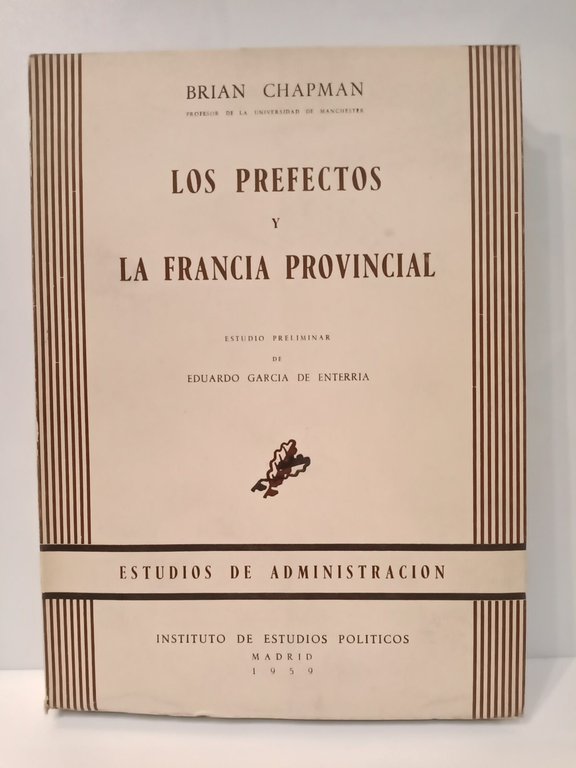 BRIAN CHAPMAN
PROFESOR DE LA UNIVERSIDAD DE MANCHESTER
LOS PREFECTOS
Y
LA FRANCIA PROVINCIAL
ESTUDIO PRELIMINAR
DE
EDUARDO GARCIA DE ENTERRIA
ESTUDIOS DE ADMINISTRACION
INSTITUTO DE ESTUDIOS POLITICOS
MADRID
1959